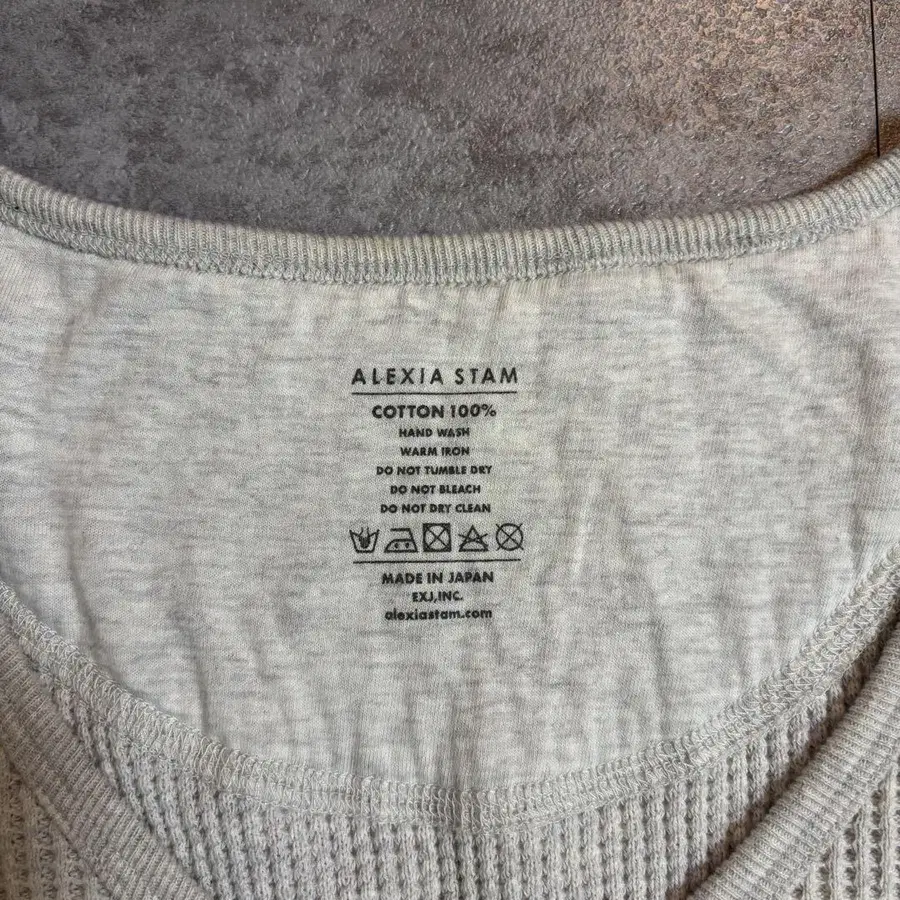 ALEXIA STAM
COTTON 100%
HAND WASH
WARM IRON
DO NOT TUMBLE DRY
DO NOT BLEACH
DO NOT DRY CLEAN
MADE IN JAPAN
EXJ,INC.
alexiastam.com